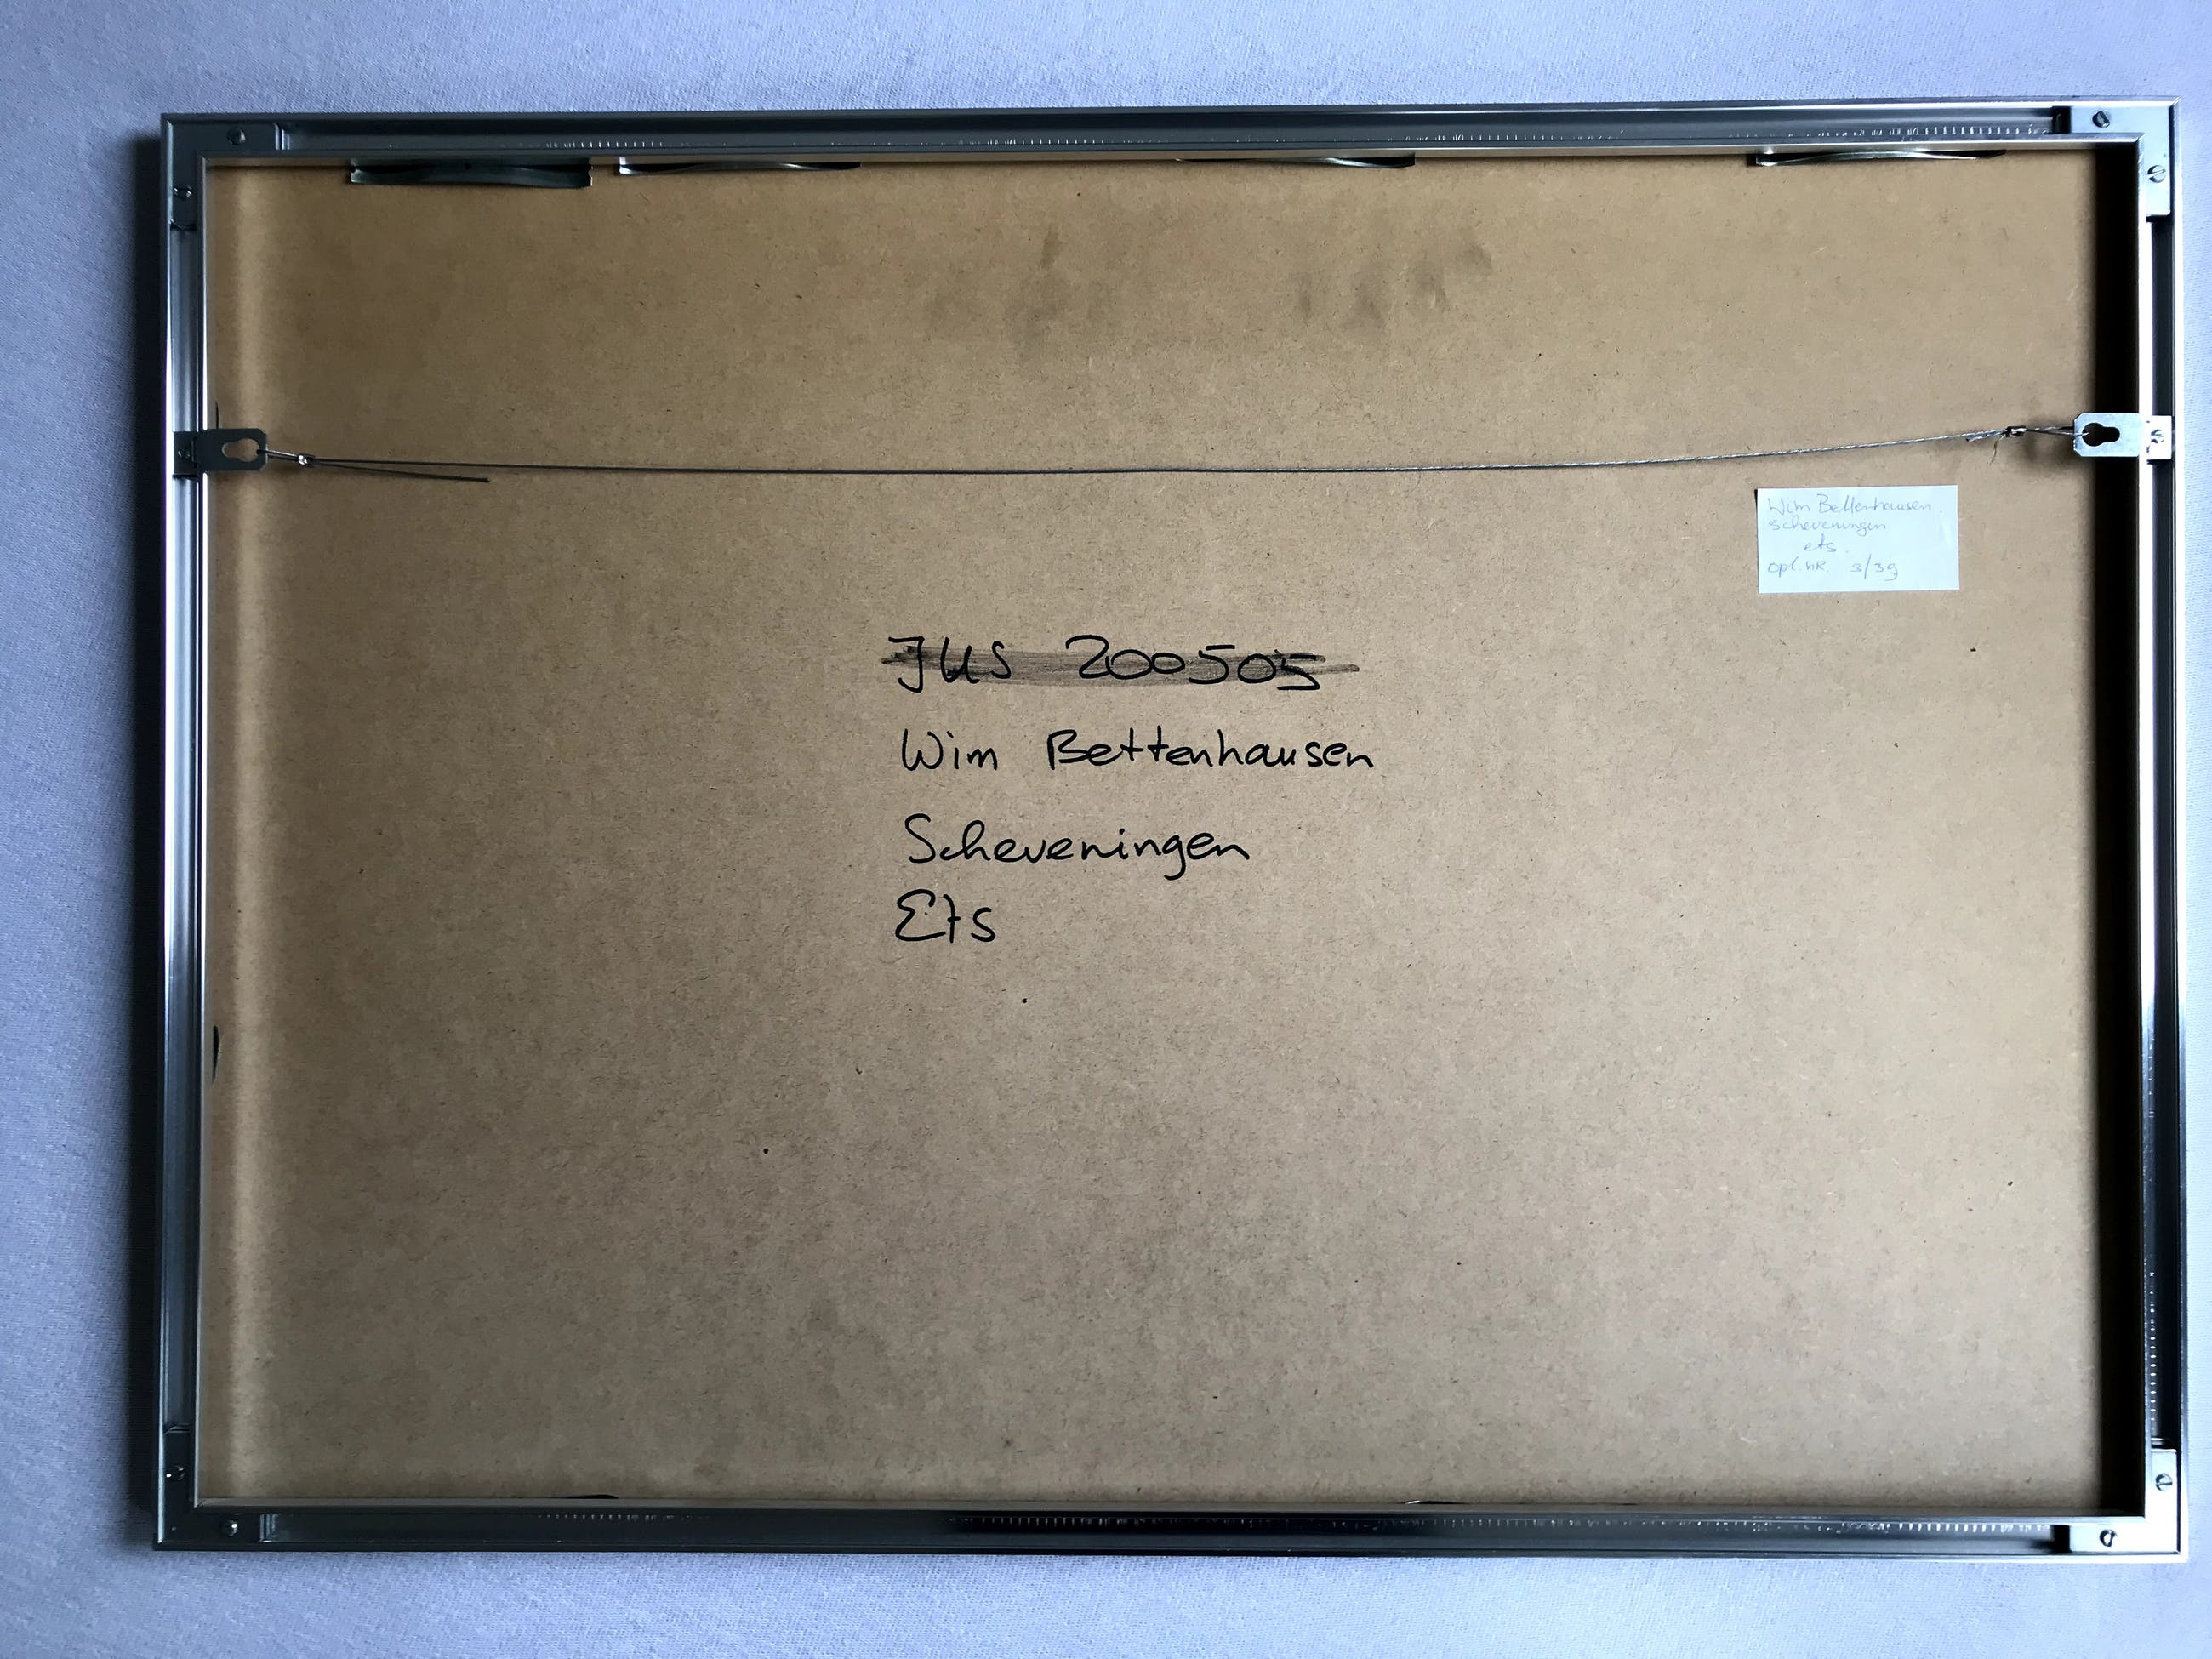 Wim Bettenhausen
Scheveningen
ets.
opl. nr. 3/39
JUS 200505
Wim Bettenhausen
Scheveningen
Ets